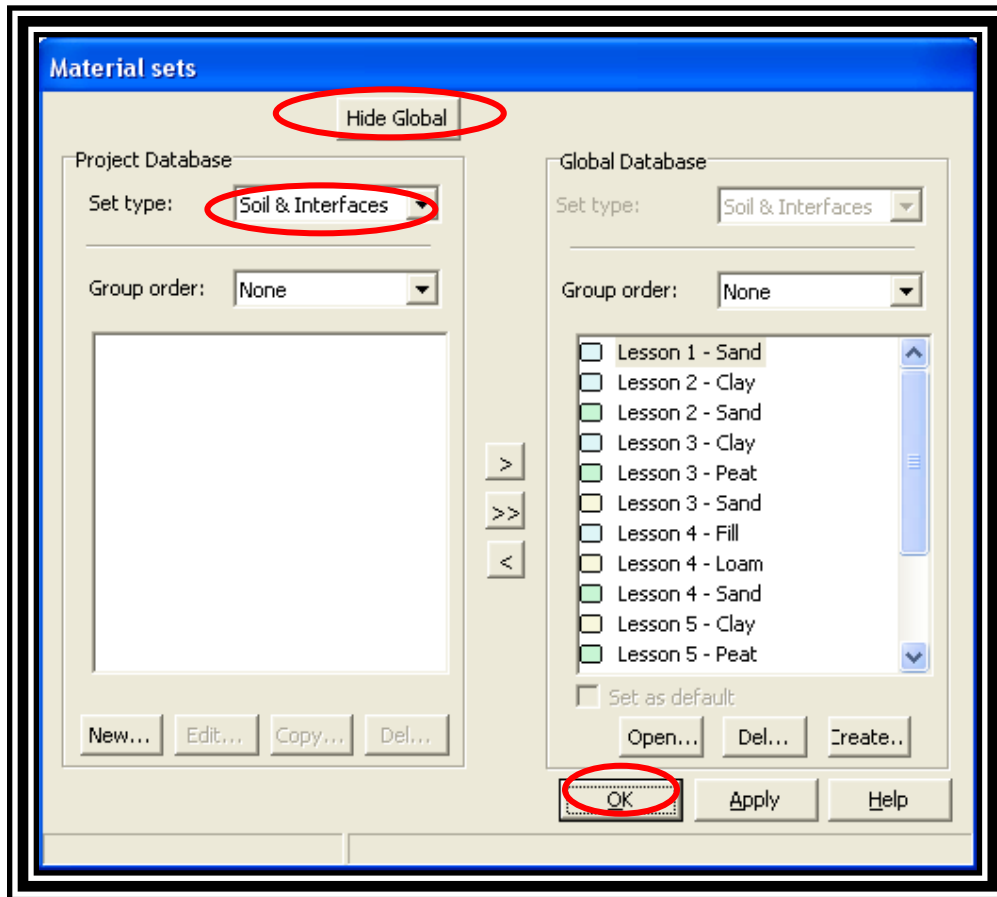 Material sets
Hide Global
Project Database
Set type: Soil & Interfaces
Group order: None
New... Edit... Copy... Del...
>
>>
<
Global Database
Set type: Soil & Interfaces
Group order: None
Lesson 1 - Sand
Lesson 2 - Clay
Lesson 2 - Sand
Lesson 3 - Clay
Lesson 3 - Peat
Lesson 3 - Sand
Lesson 4 - Fill
Lesson 4 - Loam
Lesson 4 - Sand
Lesson 5 - Clay
Lesson 5 - Peat
Set as default
Open... Del... Create..
OK Apply Help